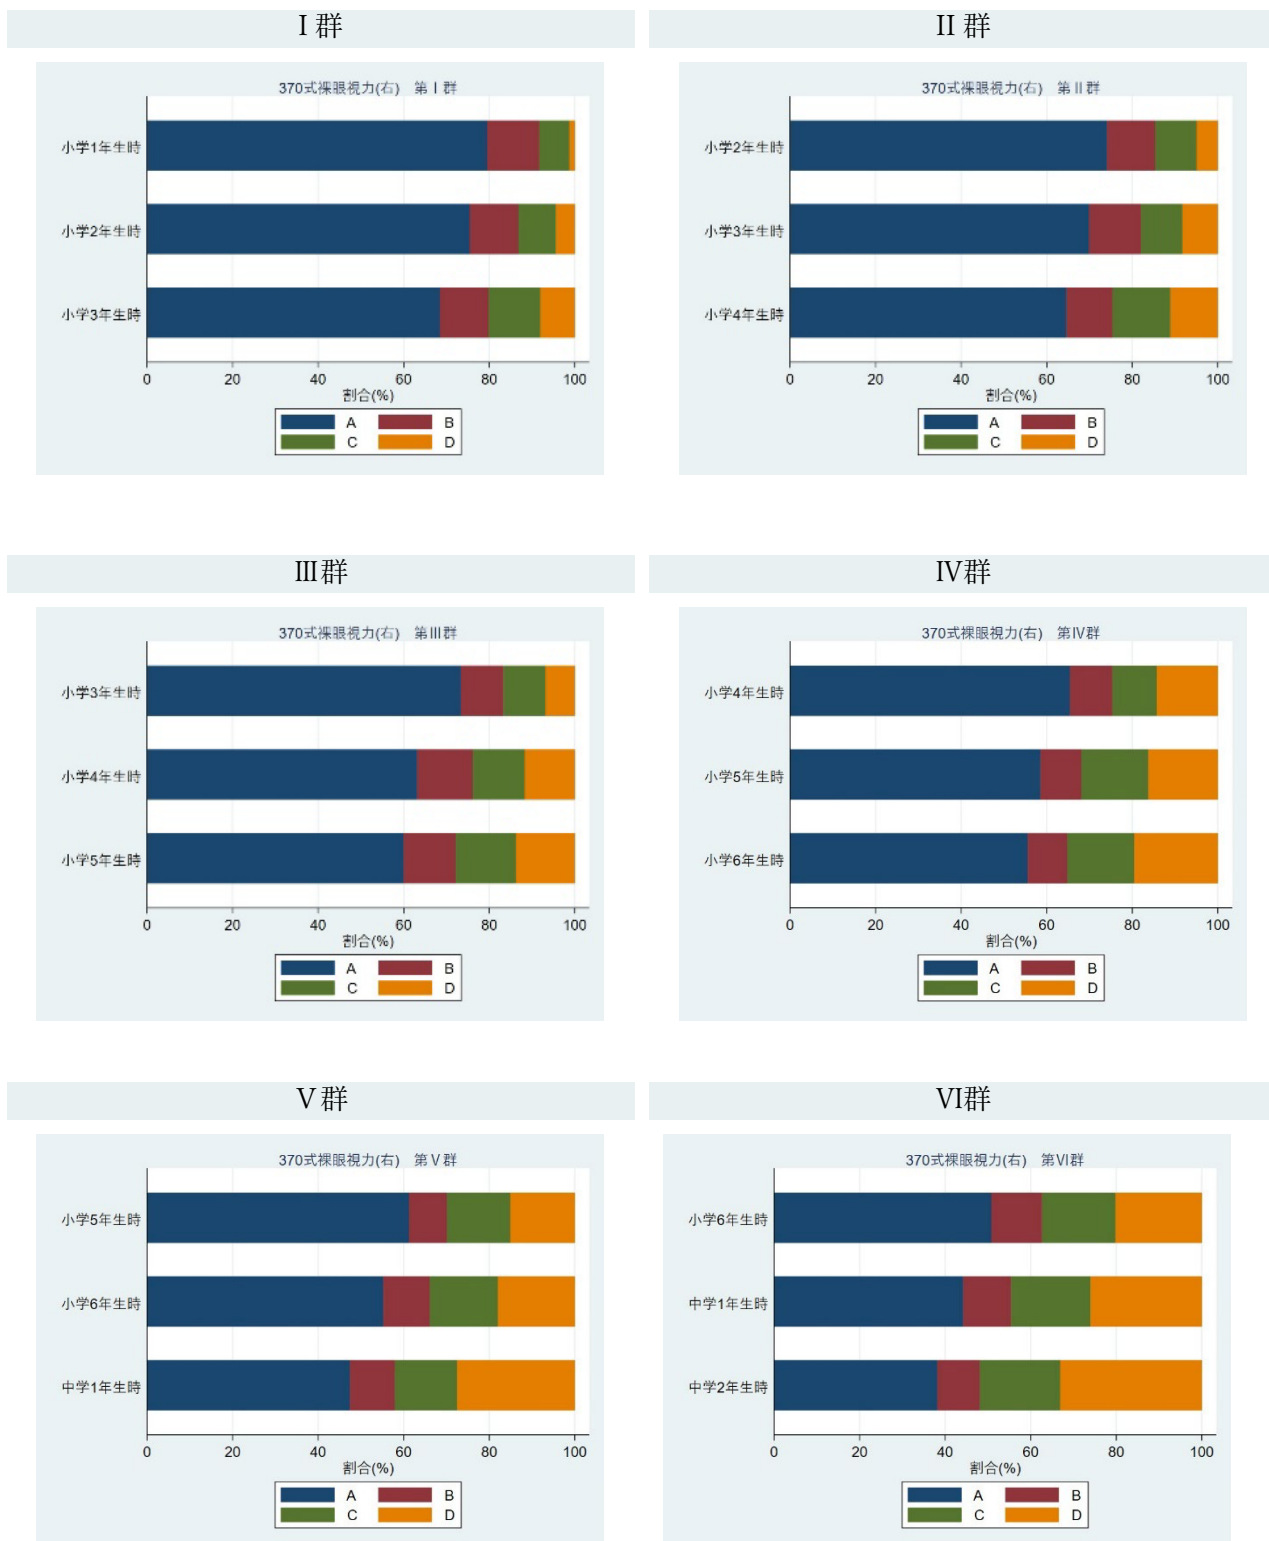 I 群
II 群
370式裸眼視力(右) 第Ⅰ群
小学1年生時
小学2年生時
小学3年生時
0 20 40 60 80 100
割合(%)
A B
C D
370式裸眼視力(右) 第Ⅱ群
小学2年生時
小学3年生時
小学4年生時
0 20 40 60 80 100
割合(%)
A B
C D
Ⅲ群
Ⅳ群
370式裸眼視力(右) 第Ⅲ群
小学3年生時
小学4年生時
小学5年生時
0 20 40 60 80 100
割合(%)
A B
C D
370式裸眼視力(右) 第Ⅳ群
小学4年生時
小学5年生時
小学6年生時
0 20 40 60 80 100
割合(%)
A B
C D
Ⅴ群
Ⅵ群
370式裸眼視力(右) 第Ⅴ群
小学5年生時
小学6年生時
中学1年生時
0 20 40 60 80 100
割合(%)
A B
C D
370式裸眼視力(右) 第Ⅵ群
小学6年生時
中学1年生時
中学2年生時
0 20 40 60 80 100
割合(%)
A B
C D